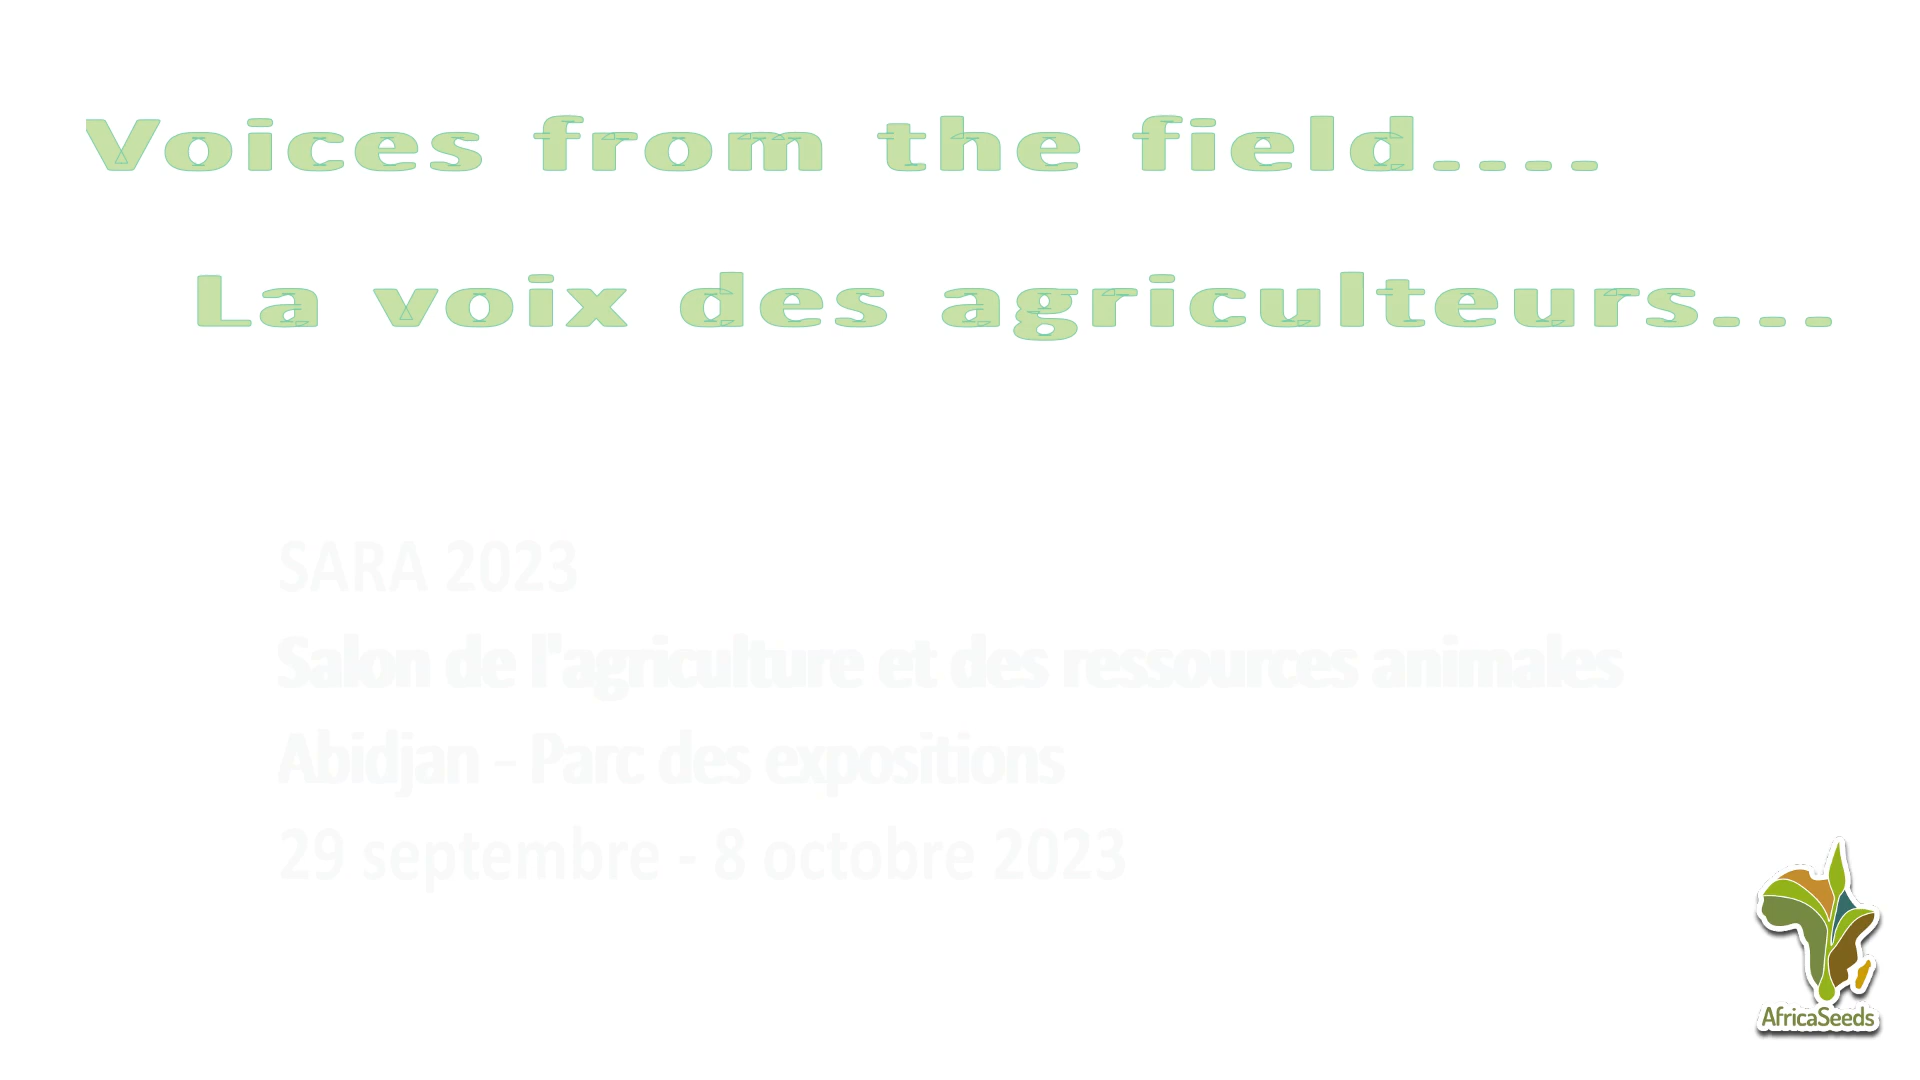 Voices from the field....
La voix des agriculteurs...
SARA 2023
Salon de l'agriculture et des ressources animales
Abidjan - Parc des expositions
29 septembre - 8 octobre 2023
AfricaSeeds